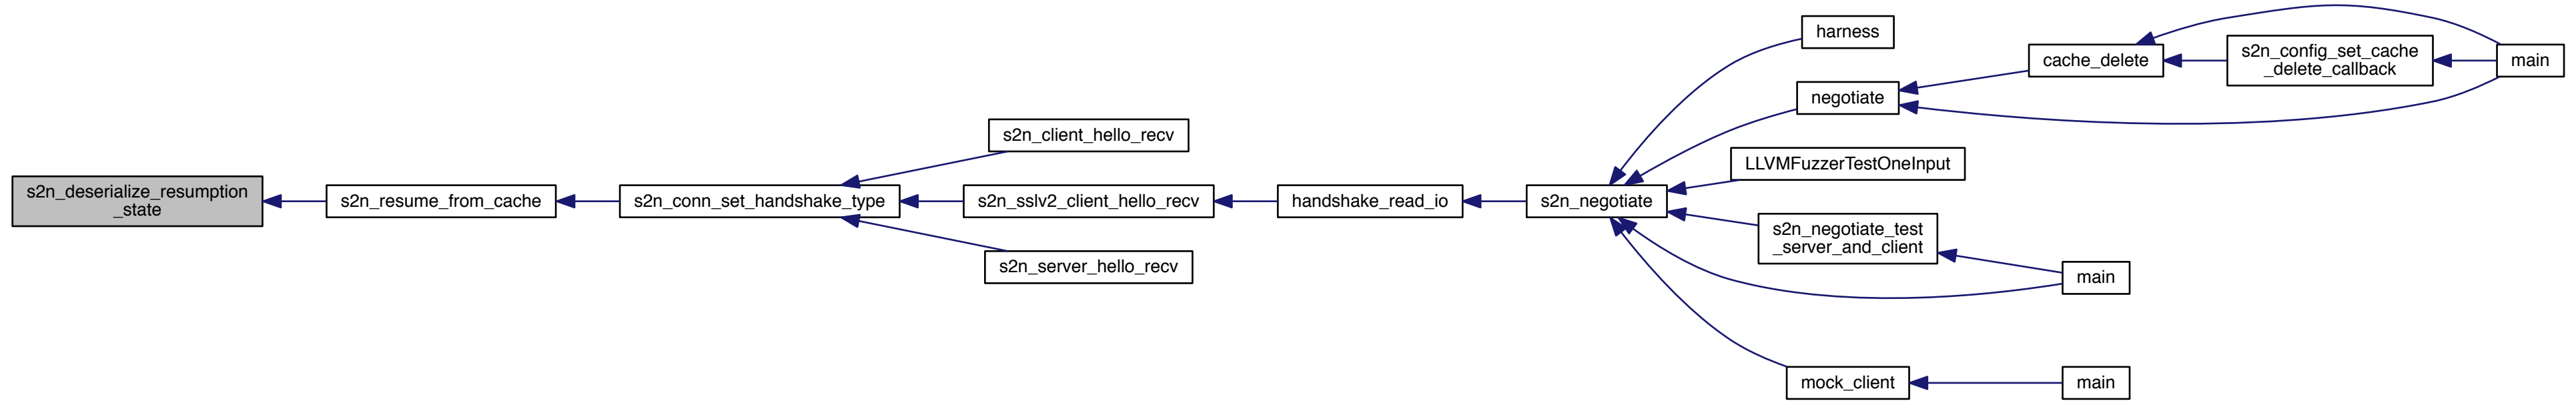 s2n_deserialize_resumption
_state
s2n_resume_from_cache
s2n_conn_set_handshake_type
s2n_client_hello_recv
s2n_sslv2_client_hello_recv
s2n_server_hello_recv
handshake_read_io
s2n_negotiate
harness
negotiate
LLVMFuzzerTestOneInput
s2n_negotiate_test
_server_and_client
mock_client
cache_delete
main
main
s2n_config_set_cache
_delete_callback
main